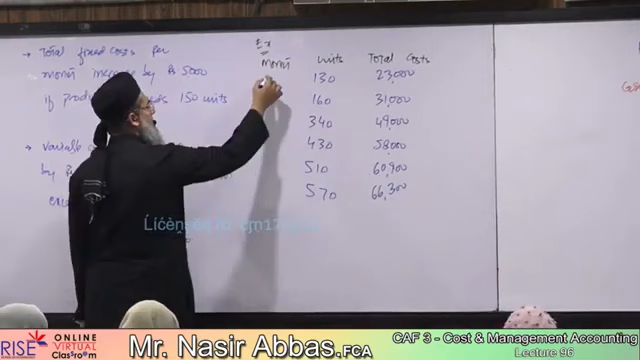 → Total fixed costs per
month increase by Rs 5000
if 150 units
→ variable
by Rs
Ex
month units Total Costs
130 23,000
160 31,000
340 49,000
430 58,000
510 60,900
570 66,300
RISE ONLINE VIRTUAL Classroom
Mr. Nasir Abbas.FCA
CAF 3 - Cost & Management Accounting
Lecture 96